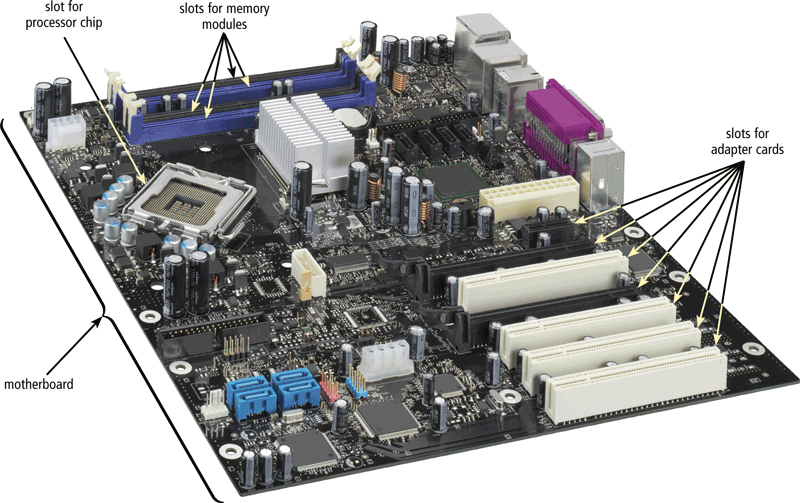 slot for
processor chip
slots for memory
modules
slots for
adapter cards
motherboard